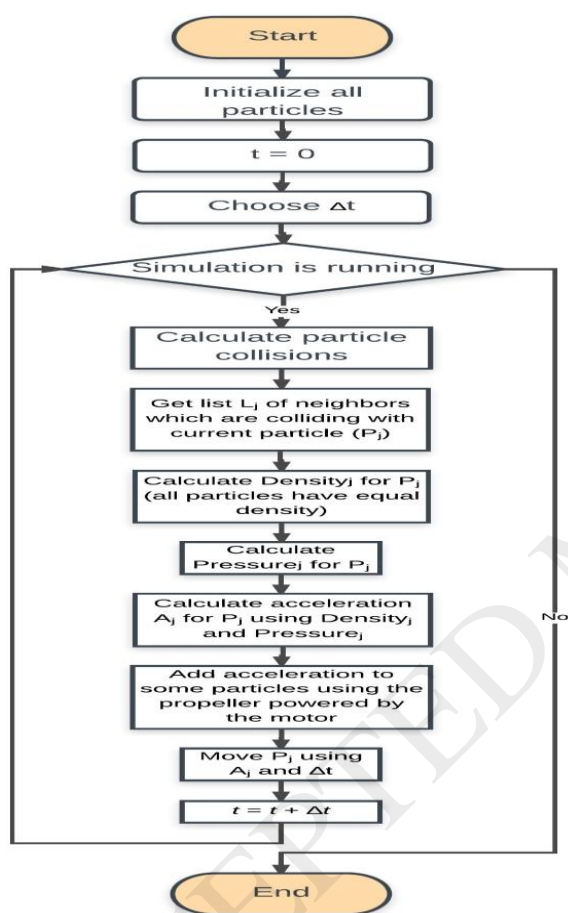 Start
Initialize all
particles
t = 0
Choose Δt
Simulation is running
Yes
Calculate particle
collisions
Get list Lj of neighbors
which are colliding with
current particle (Pj)
Calculate Densityj for Pj
(all particles have equal
density)
Calculate
Pressurej for Pj
Calculate acceleration
Aj for Pj using Densityj
and Pressurej
No
Add acceleration to
some particles using the
propeller powered by
the motor
Move Pj using
Aj and Δt
t = t + Δt
End
EPTED